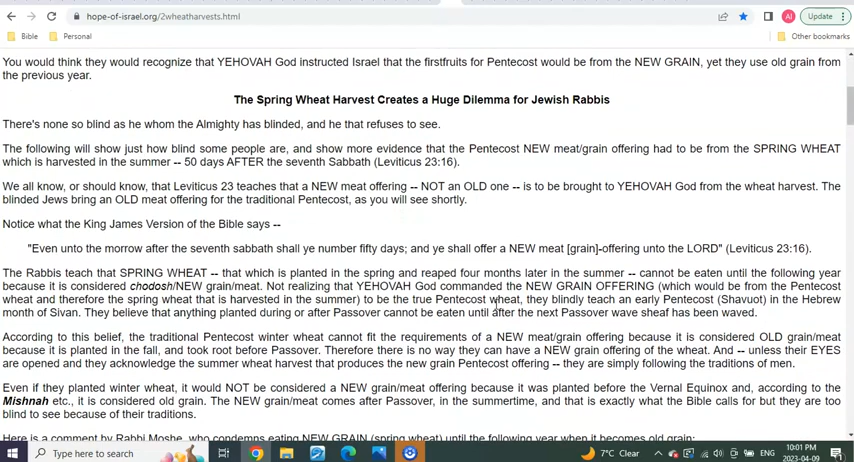 hope-of-israel.org/2wheatharvests.html
AI
Update
Bible
Personal
Other bookmarks
You would think they would recognize that YEHOVAH God instructed Israel that the firstfruits for Pentecost would be from the NEW GRAIN, yet they use old grain from
the previous year.
The Spring Wheat Harvest Creates a Huge Dilemma for Jewish Rabbis
There's none so blind as he whom the Almighty has blinded, and he that refuses to see.
The following will show just how blind some people are, and show more evidence that the Pentecost NEW meat/grain offering had to be from the SPRING WHEAT
which is harvested in the summer -- 50 days AFTER the seventh Sabbath (Leviticus 23:16).
We all know, or should know, that Leviticus 23 teaches that a NEW meat offering -- NOT an OLD one -- is to be brought to YEHOVAH God from the wheat harvest. The
blinded Jews bring an OLD meat offering for the traditional Pentecost, as you will see shortly.
Notice what the King James Version of the Bible says --
"Even unto the morrow after the seventh sabbath shall ye number fifty days; and ye shall offer a NEW meat [grain]-offering unto the LORD" (Leviticus 23:16).
The Rabbis teach that SPRING WHEAT -- that which is planted in the spring and reaped four months later in the summer -- cannot be eaten until the following year
because it is considered chodosh/NEW grain/meat. Not realizing that YEHOVAH God commanded the NEW GRAIN OFFERING (which would be from the Pentecost
wheat and therefore the spring wheat that is harvested in the summer) to be the true Pentecost wheat, they blindly teach an early Pentecost (Shavuot) in the Hebrew
month of Sivan. They believe that anything planted during or after Passover cannot be eaten until after the next Passover wave sheaf has been waved.
According to this belief, the traditional Pentecost winter wheat cannot fit the requirements of a NEW meat/grain offering because it is considered OLD grain/meat
because it is planted in the fall, and took root before Passover. Therefore there is no way they can have a NEW grain offering of the wheat. And -- unless their EYES
are opened and they acknowledge the summer wheat harvest that produces the new grain Pentecost offering -- they are simply following the traditions of men.
Even if they planted winter wheat, it would NOT be considered a NEW grain/meat offering because it was planted before the Vernal Equinox and, according to the
Mishnah etc., it is considered old grain. The NEW grain/meat comes after Passover, in the summertime, and that is exactly what the Bible calls for but they are too
blind to see because of their traditions.
Here is a comment by Rabbi Moshe, who condemns eating NEW GRAIN (spring wheat) until the following year when it becomes old grain:
Type here to search
7°C Clear
ENG
10:01 PM
2023-04-09